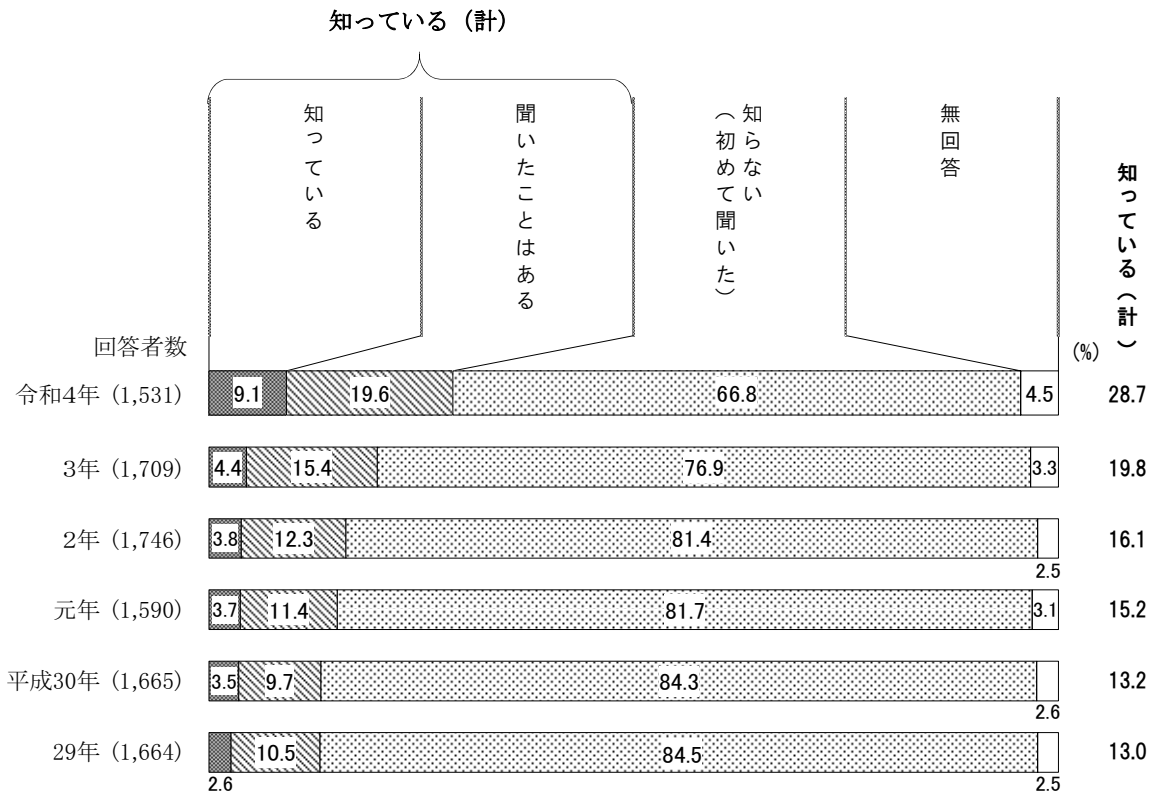 知っている（計）
知っている
聞いたことはある
知らない
（初めて聞いた）
無回答
知っている（計）
回答者数
(%)
令和4年 (1,531) 9.1 19.6 66.8 4.5 28.7
3年 (1,709) 4.4 15.4 76.9 3.3 19.8
2年 (1,746) 3.8 12.3 81.4 2.5 16.1
元年 (1,590) 3.7 11.4 81.7 3.1 15.2
平成30年 (1,665) 3.5 9.7 84.3 2.6 13.2
29年 (1,664) 2.6 10.5 84.5 2.5 13.0